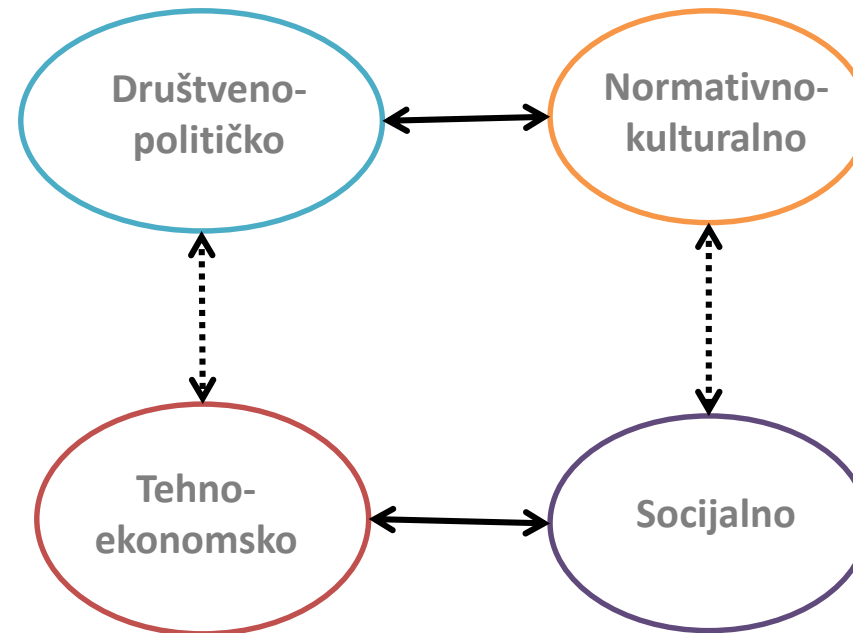 Društveno-
političko
Normativno-
kulturalno
Tehno-
ekonomsko
Socijalno